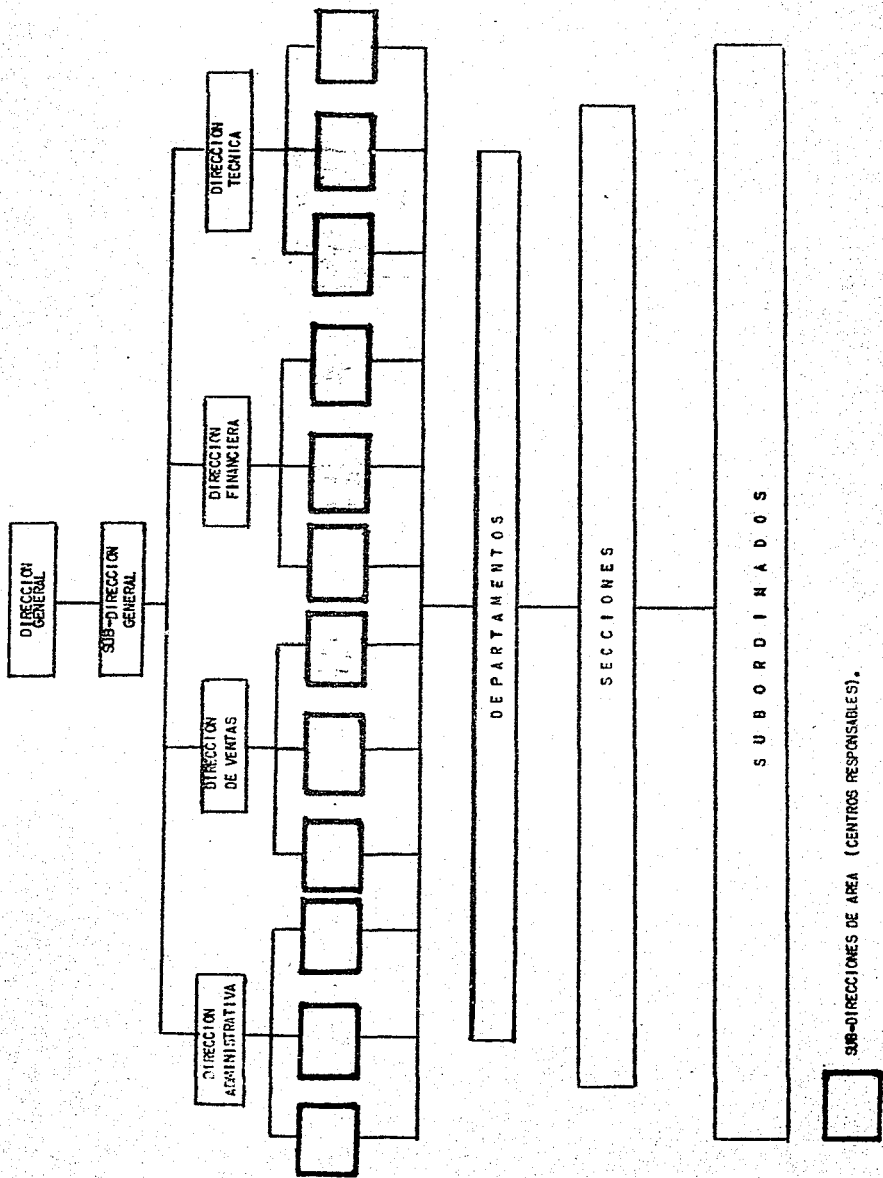 DIRECCION
GENERAL
SUB-DIRECCION
GENERAL
DIRECCION
ADMINISTRATIVA
DIRECCION
DE VENTAS
DIRECCION
FINANCIERA
DIRECCION
TECNICA
DEPARTAMENTOS
SECCIONES
SUBORDINADOS
SUB-DIRECCIONES DE AREA (CENTROS RESPONSABLES).